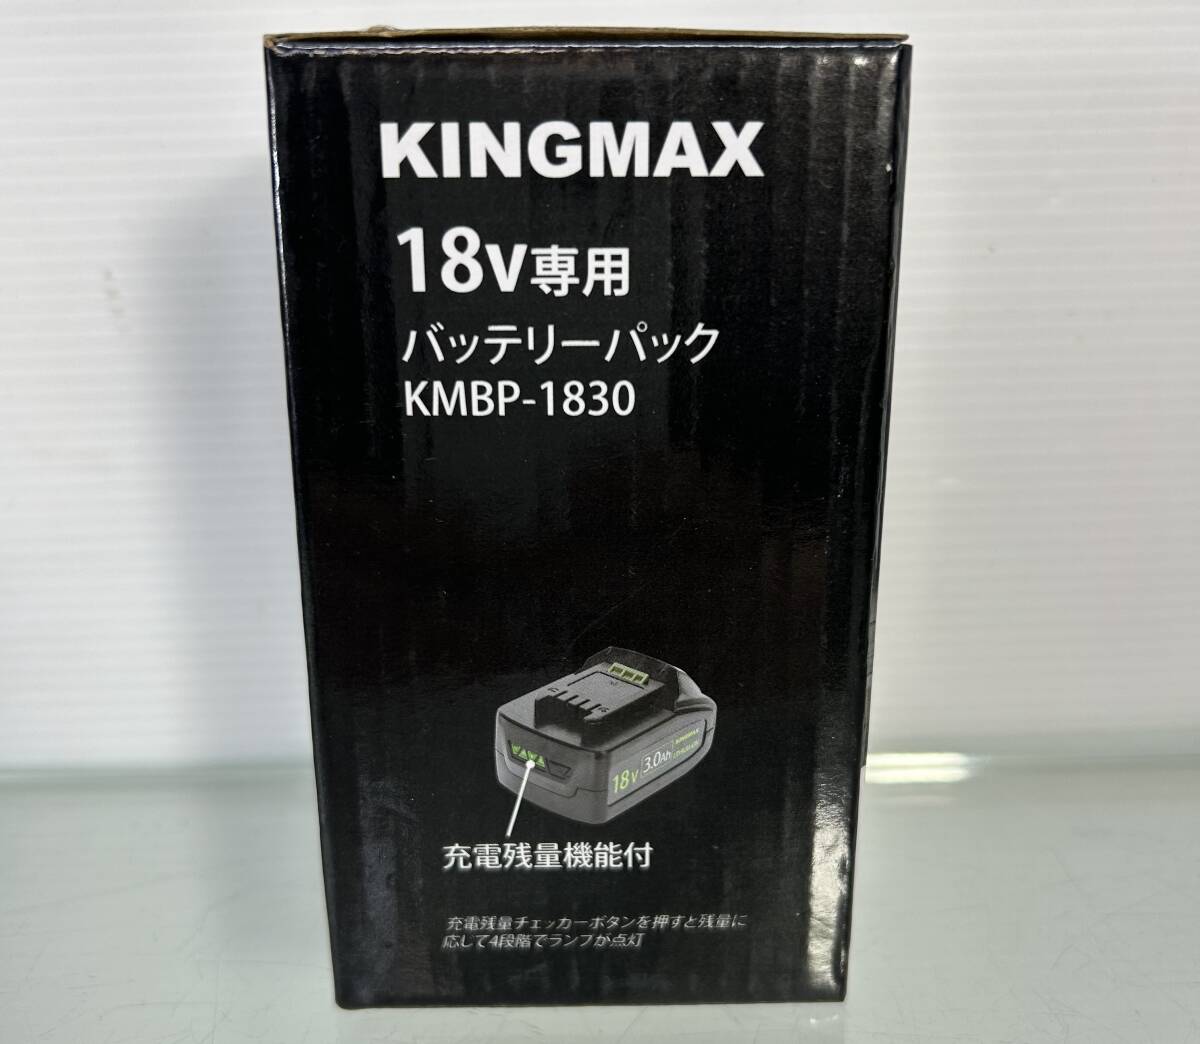 KINGMAX
18v専用
バッテリーパック
KMBP-1830
18v 3.0Ah KINGMAX
充電残量機能付
充電残量チェッカーボタンを押すと残量に
応じて4段階でランプが点灯